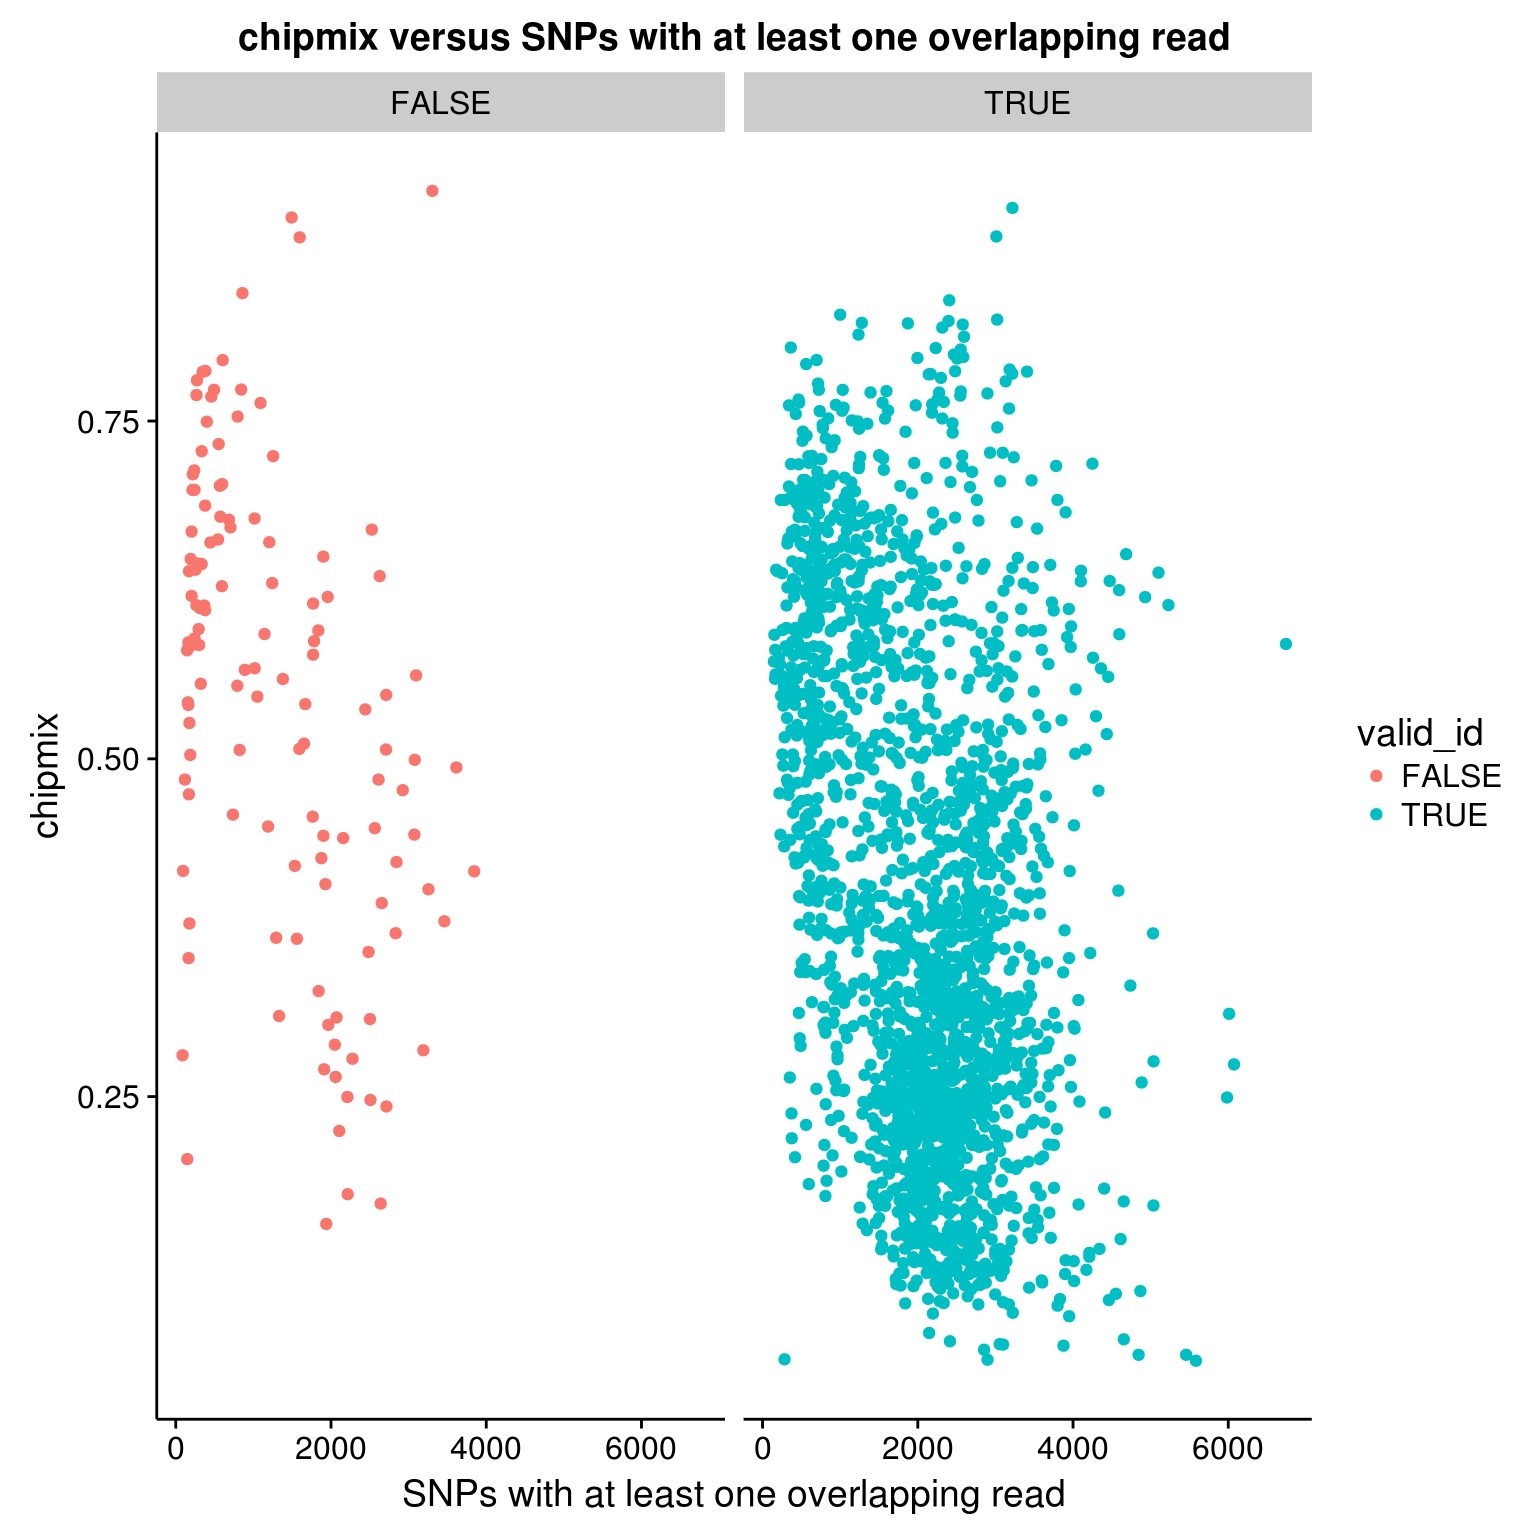 chipmix versus SNPs with at least one overlapping read
FALSE TRUE
0.75
0.50
0.25
chipmix
0 2000 4000 6000 0 2000 4000 6000
SNPs with at least one overlapping read
valid_id
FALSE
TRUE